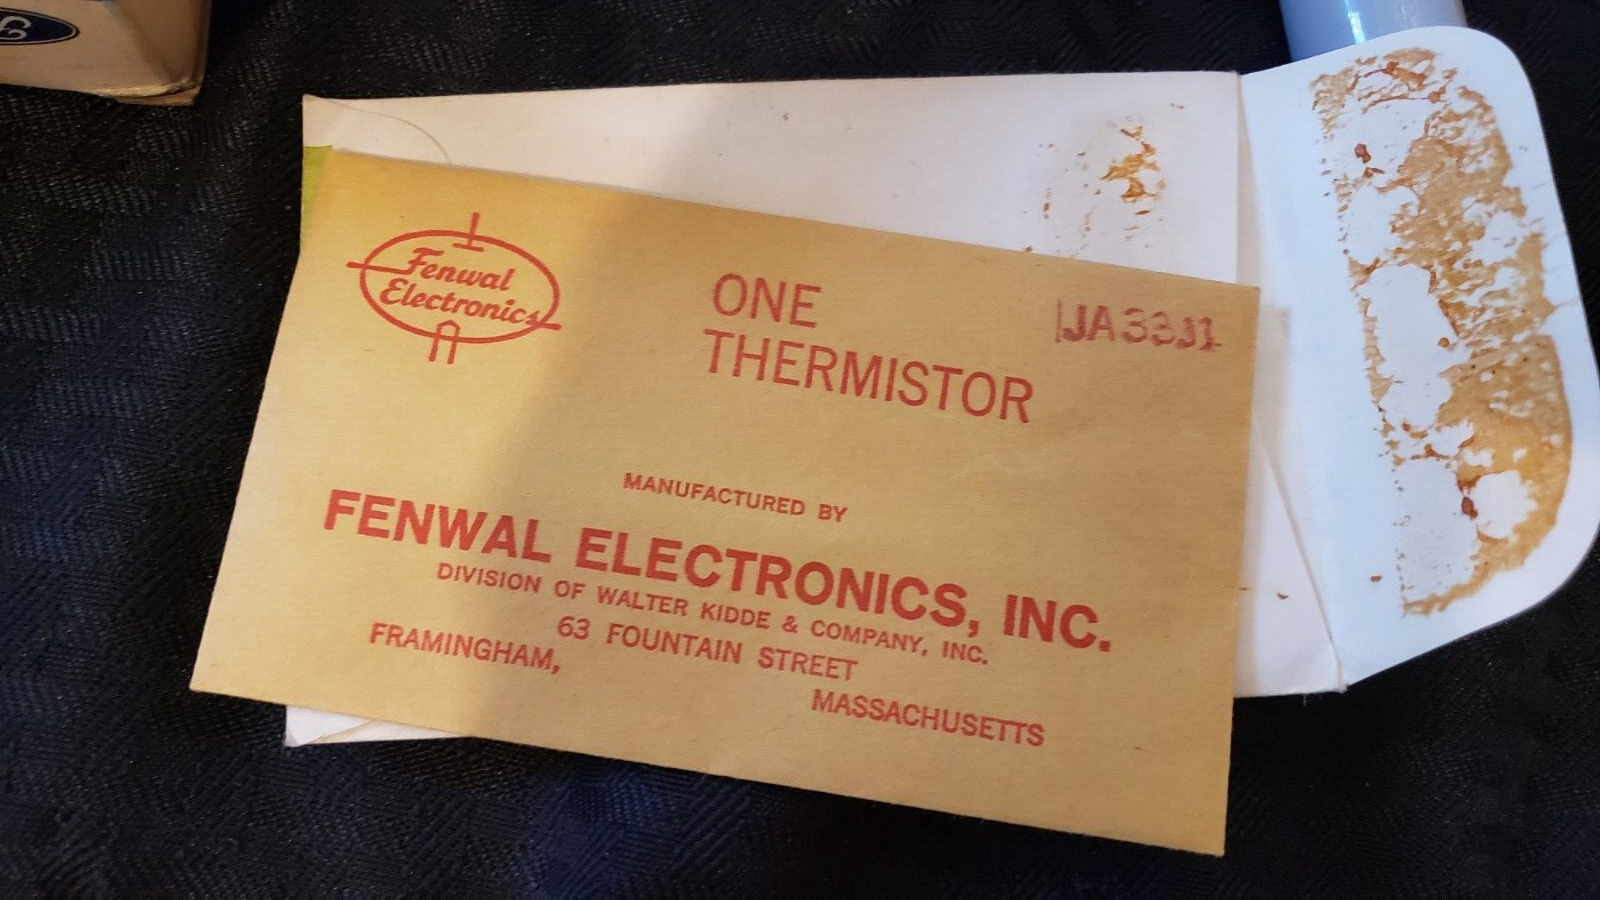 Fenwal
Electronics
ONE
THERMISTOR
MANUFACTURED BY
FENWAL ELECTRONICS, INC.
DIVISION OF WALTER KIDDE & COMPANY, INC.
63 FOUNTAIN STREET
FRAMINGHAM,
MASSACHUSETTS